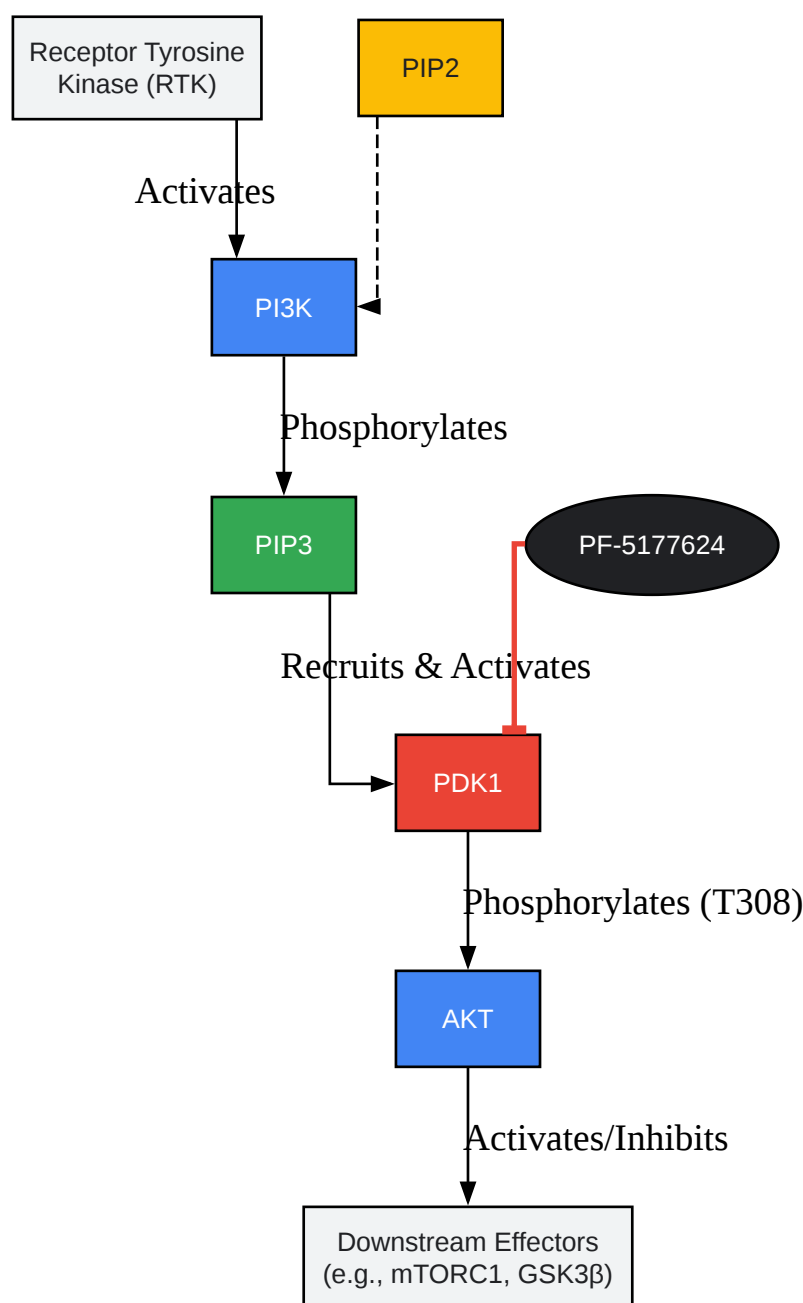 Receptor Tyrosine
Kinase (RTK)
PIP2
Activates
PI3K
Phosphorylates
PIP3
PF-5177624
Recruits & Activates
PDK1
Phosphorylates (T308)
AKT
Activates/Inhibits
Downstream Effectors
(e.g., mTORC1, GSK3β)